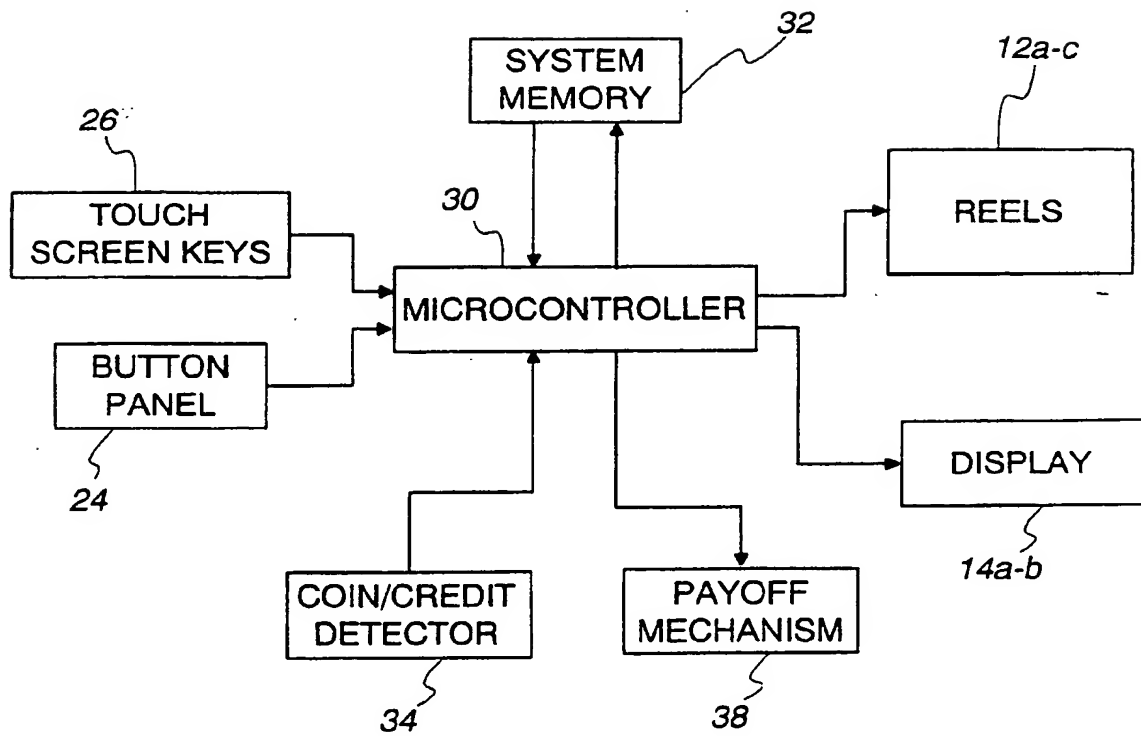 32
SYSTEM
MEMORY
12a-c
26
TOUCH
SCREEN KEYS
30
REELS
MICROCONTROLLER
BUTTON
PANEL
24
DISPLAY
14a-b
COIN/CREDIT
DETECTOR
34
PAYOFF
MECHANISM
38